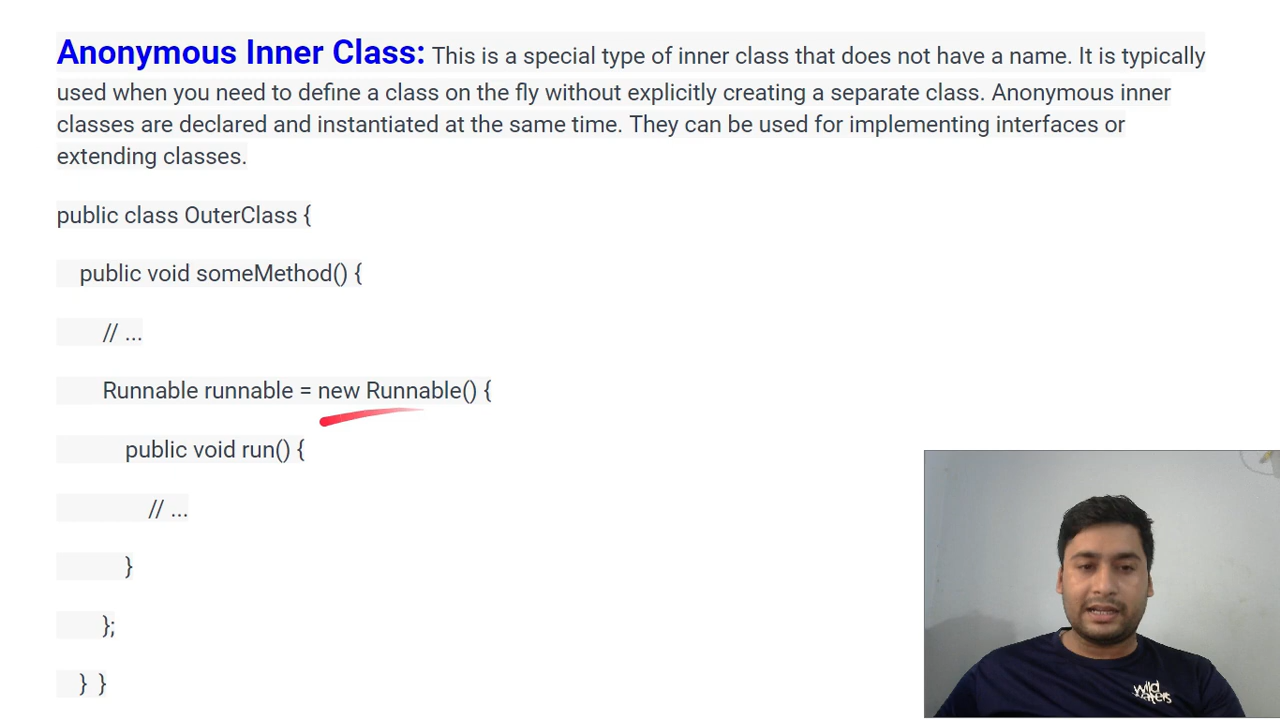 Anonymous Inner Class: This is a special type of inner class that does not have a name. It is typically
used when you need to define a class on the fly without explicitly creating a separate class. Anonymous inner
classes are declared and instantiated at the same time. They can be used for implementing interfaces or
extending classes.
public class OuterClass {
public void someMethod() {
// ...
Runnable runnable = new Runnable() {
public void run() {
// ...
}
};
} }
wild
waters